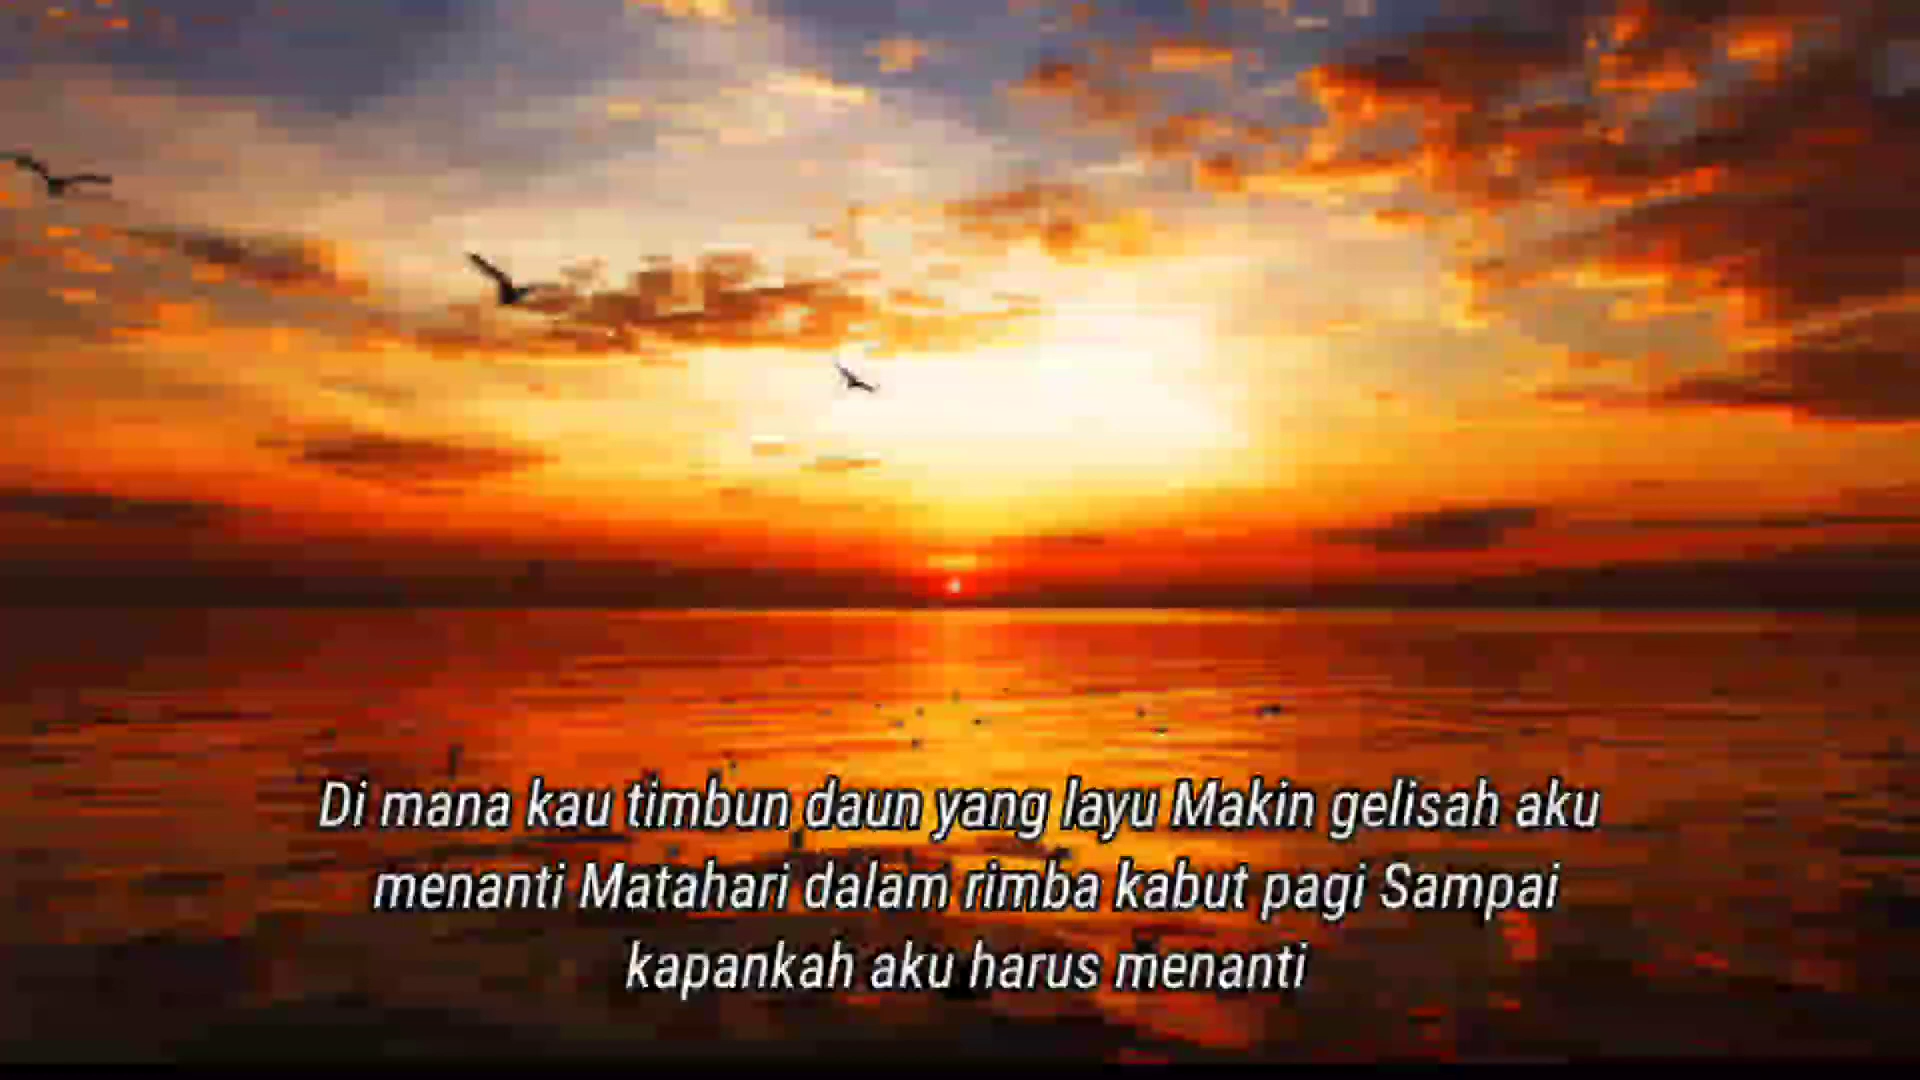 Di mana kau timbun daun yang layu Makin gelisah aku
menanti Matahari dalam rimba kabut pagi Sampai
kapankah aku harus menanti